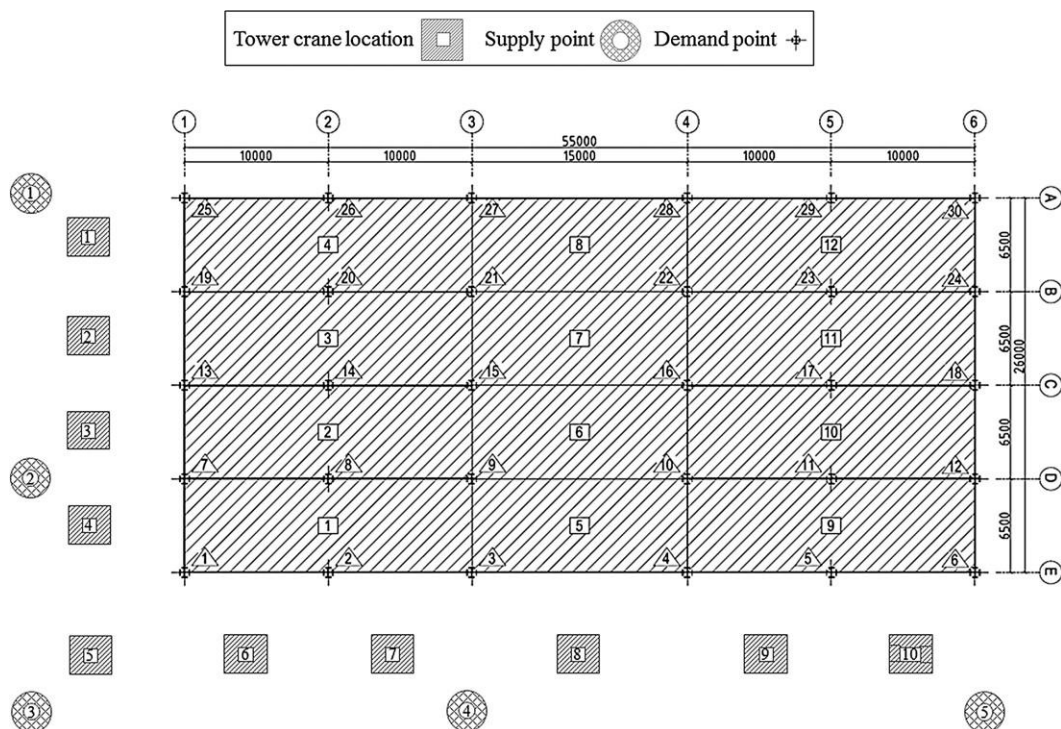 Tower crane location Supply point Demand point
1 2 3 4 5 6
55000
10000 10000 15000 10000 10000
1 25 26 27 28 29 30 A
1 4 8 12 6500
19 20 21 22 23 24 B
2 3 7 11 6500 26000
13 14 15 16 17 18 C
3 2 6 10 6500
2 7 8 9 10 11 12 D
4 1 5 9 6500
1 2 3 4 5 6 E
5 6 7 8 9 10
3 4 5